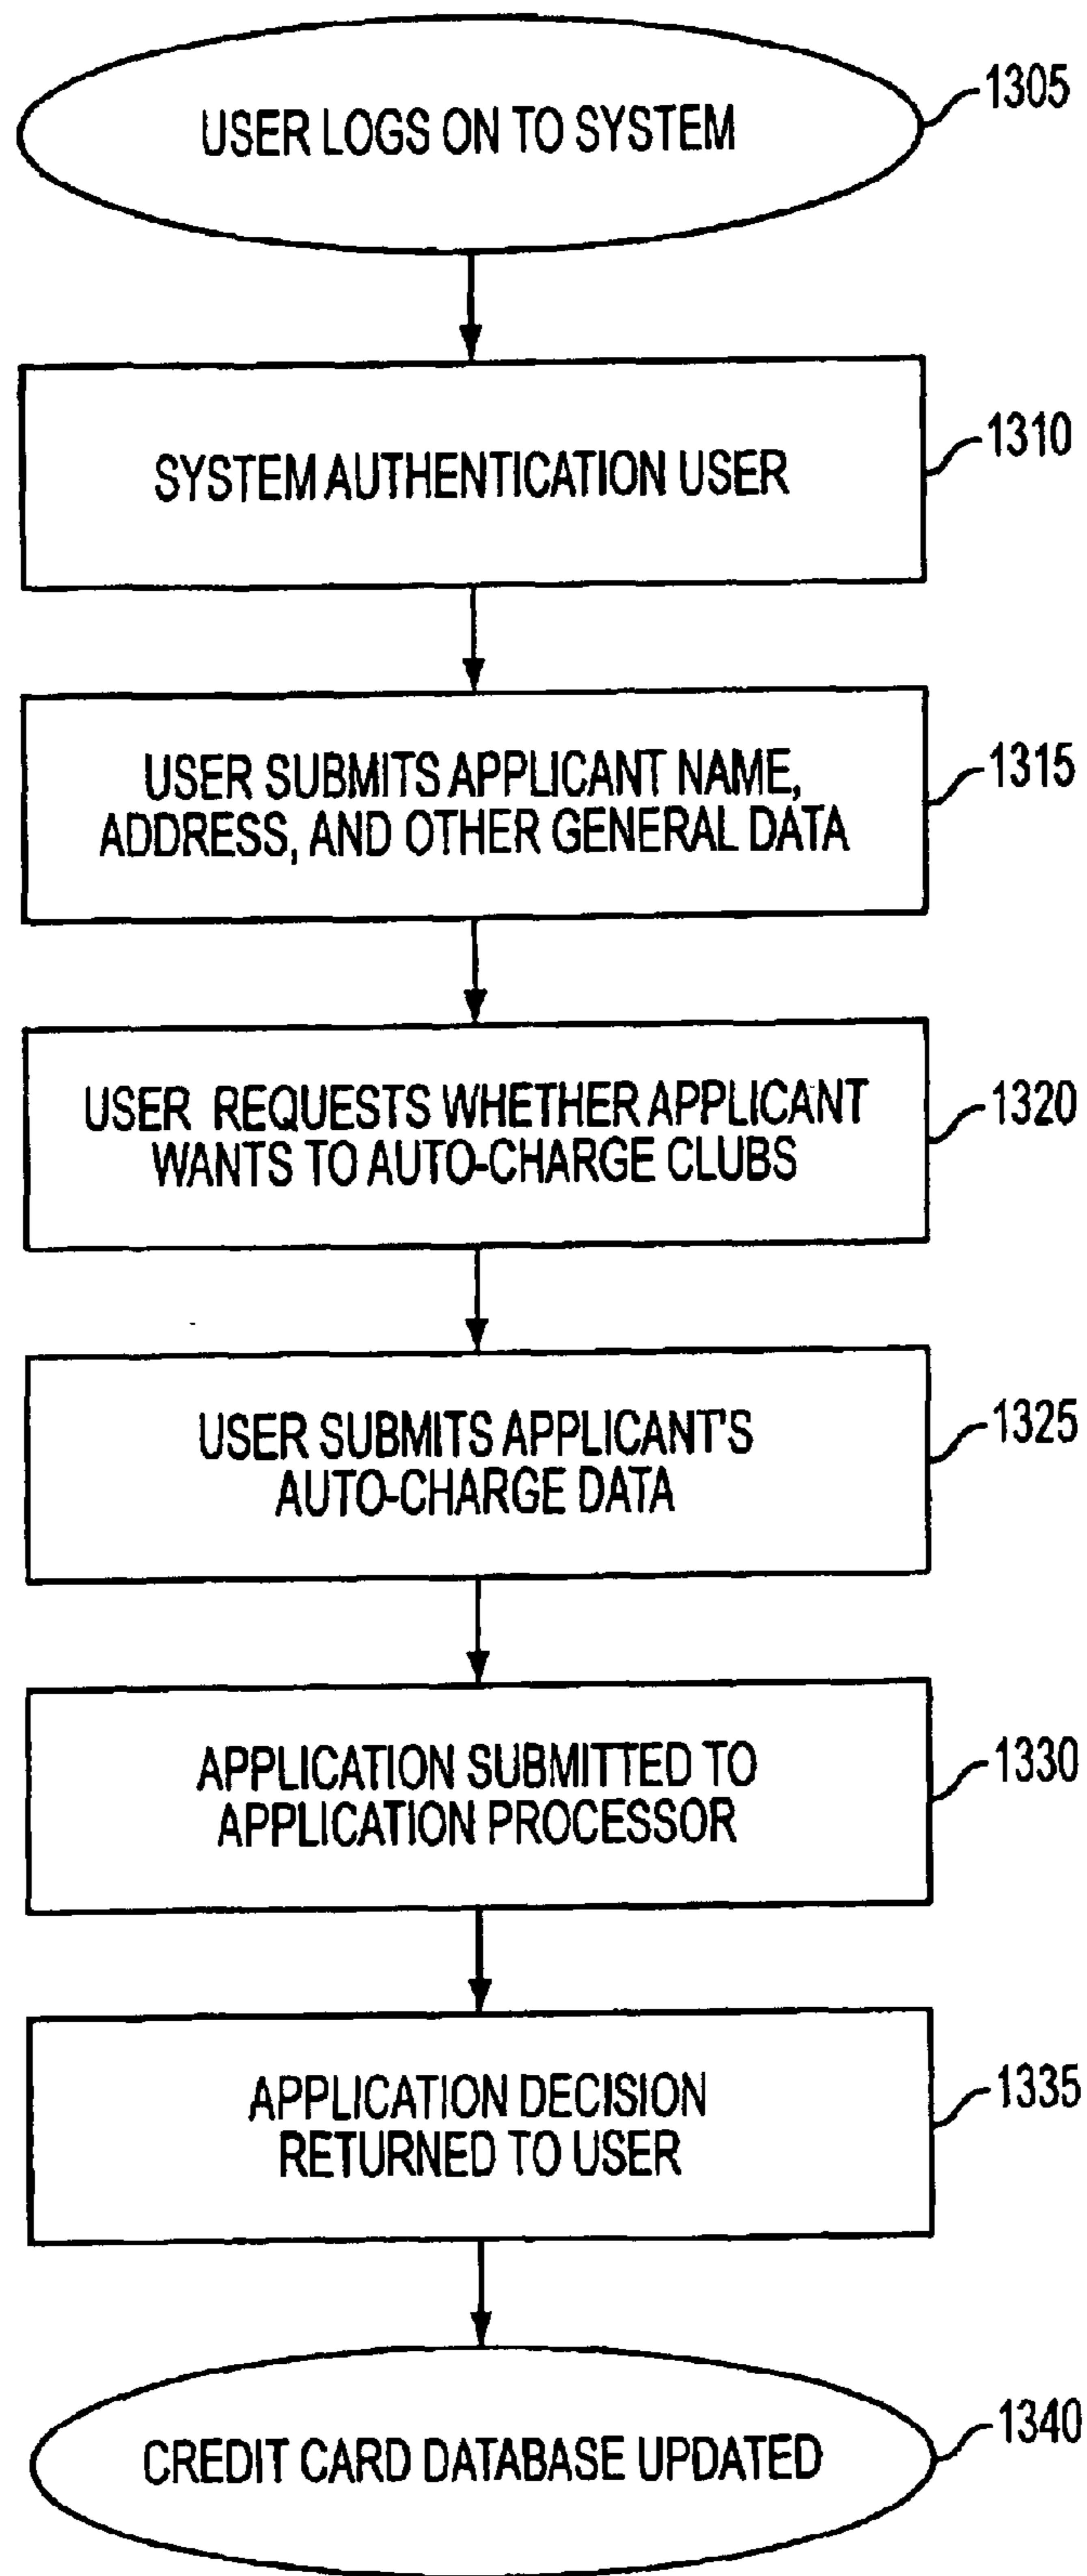 USER LOGS ON TO SYSTEM
1305
SYSTEM AUTHENTICATION USER
1310
USER SUBMITS APPLICANT NAME,
ADDRESS, AND OTHER GENERAL DATA
1315
USER REQUESTS WHETHER APPLICANT
WANTS TO AUTO-CHARGE CLUBS
1320
USER SUBMITS APPLICANT'S
AUTO-CHARGE DATA
1325
APPLICATION SUBMITTED TO
APPLICATION PROCESSOR
1330
APPLICATION DECISION
RETURNED TO USER
1335
CREDIT CARD DATABASE UPDATED
1340